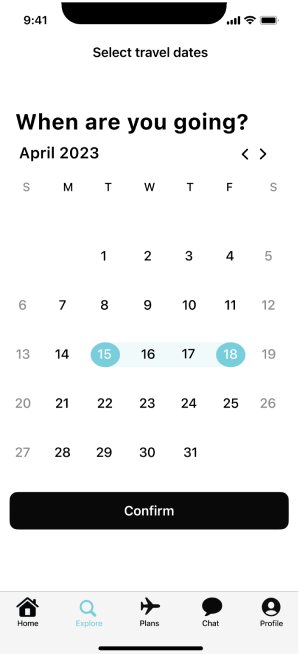 9:41
Select travel dates
When are you going?
April 2023
S M T W T F S
1 2 3 4 5
6 7 8 9 10 11 12
13 14 15 16 17 18 19
20 21 22 23 24 25 26
27 28 29 30 31
Confirm
Home Explore Plans Chat Profile